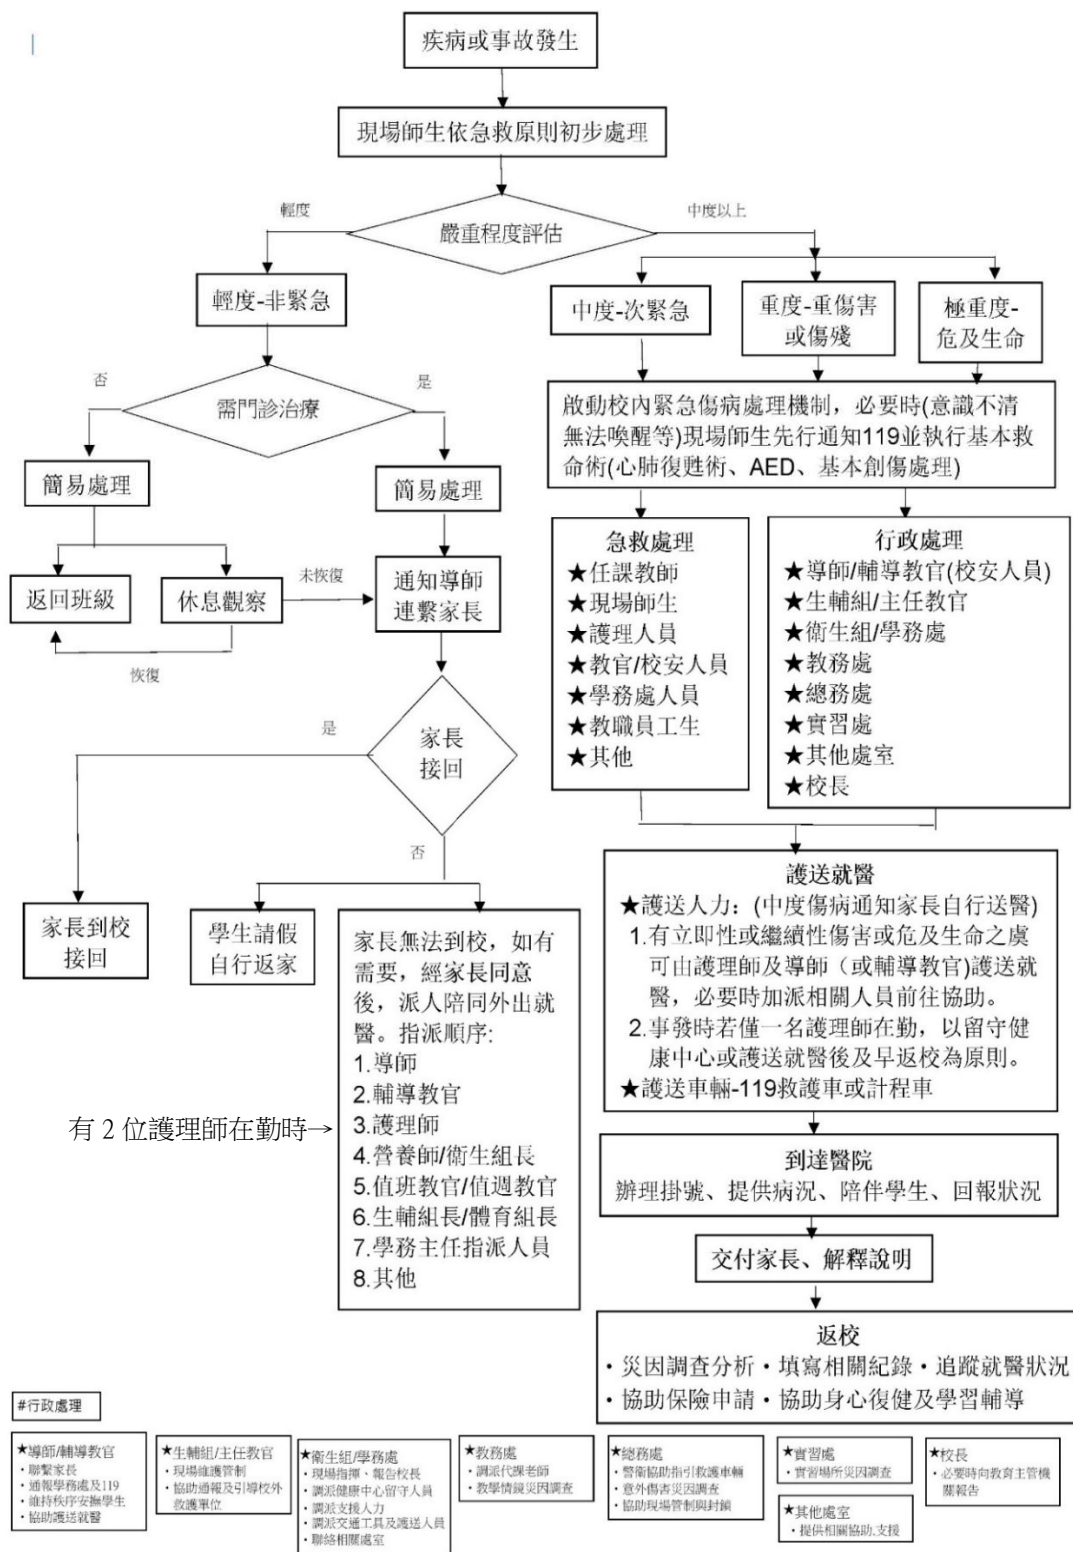 疾病或事故發生
現場師生依急救原則初步處理
輕度
嚴重程度評估
中度以上
輕度-非緊急
中度-次緊急
重度-重傷害
或傷殘
極重度-
危及生命
否
需門診治療
是
啟動校內緊急傷病處理機制，必要時(意識不清
無法喚醒等)現場師生先行通知119並執行基本救
命術(心肺復甦術、AED、基本創傷處理)
簡易處理
簡易處理
返回班級
休息觀察
未恢復
恢復
通知導師
連繫家長
急救處理
★任課教師
★現場師生
★護理人員
★教官/校安人員
★學務處人員
★教職員工生
★其他
行政處理
★導師/輔導教官(校安人員)
★生輔組/主任教官
★衛生組/學務處
★教務處
★總務處
★實習處
★其他處室
★校長
是
家長
接回
否
家長到校
接回
學生請假
自行返家
家長無法到校，如有
需要，經家長同意
後，派人陪同外出就
醫。指派順序:
1.導師
2.輔導教官
3.護理師
4.營養師/衛生組長
5.值班教官/值週教官
6.生輔組長/體育組長
7.學務主任指派人員
8.其他
有 2 位護理師在勤時→
護送就醫
★護送人力：(中度傷病通知家長自行送醫)
1.有立即性或繼續性傷害或危及生命之虞
可由護理師及導師（或輔導教官)護送就
醫，必要時加派相關人員前往協助。
2.事發時若僅一名護理師在勤，以留守健
康中心或護送就醫後及早返校為原則。
★護送車輛-119救護車或計程車
到達醫院
辦理掛號、提供病況、陪伴學生、回報狀況
交付家長、解釋說明
返校
・災因調查分析・填寫相關紀錄・追蹤就醫狀況
・協助保險申請・協助身心復健及學習輔導
#行政處理
★導師/輔導教官
・聯繫家長
・通報學務處及119
・維持秩序安撫學生
・協助護送就醫
★生輔組/主任教官
・現場維護管制
・協助通報及引導校外
救護單位
★衛生組/學務處
・現場指揮、報告校長
・調派健康中心留守人員
・調派支援人力
・調派交通工具及護送人員
・聯絡相關處室
★教務處
・調派代課老師
・教學情境災因調查
★總務處
・警衛協助指引救護車輛
・意外傷害災因調查
・協助現場管制與封鎖
★實習處
・實習場所災因調查
★其他處室
・提供相關協助.支援
★校長
・必要時向教育主管機
關報告